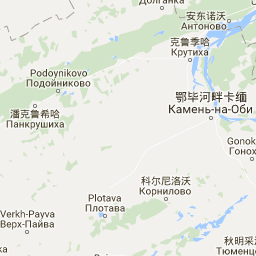 Долганка
安东诺沃
Антоново
克鲁季哈
Крутиха
Podoynikovo
Подойниково
鄂毕河畔卡缅
Камень-на-Оби
潘克鲁希哈
Панкрушиха
Gonok
Гонох
科尔尼洛沃
Корнилово
Plotava
Плотава
Verkh-Payva
Верх-Пайва
秋明采
Тюменце